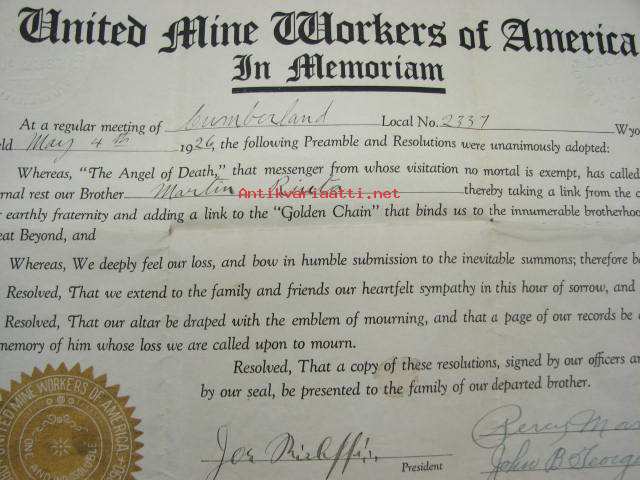 United Mine Workers of America
In Memoriam
At a regular meeting of Cumberland Local No. 2337 Wyo
eld May 4th 1926, the following Preamble and Resolutions were unanimously adopted:
Whereas, "The Angel of Death," that messenger from whose visitation no mortal is exempt, has called
ernal rest our Brother Martin thereby taking a link from the c
Antikvariaatti.net
r earthly fraternity and adding a link to the "Golden Chain" that binds us to the innumerable brotherhoo
eat Beyond, and
Whereas, We deeply feel our loss, and bow in humble submission to the inevitable summons; therefore b
Resolved, That we extend to the family and friends our heartfelt sympathy in this hour of sorrow, and
Resolved, That our altar be draped with the emblem of mourning, and that a page of our records be
memory of him whose loss we are called upon to mourn.
Resolved, That a copy of these resolutions, signed by our officers an
by our seal, be presented to the family of our departed brother.
UNITED MINE WORKERS OF AMERICA
Joe
President
John B George